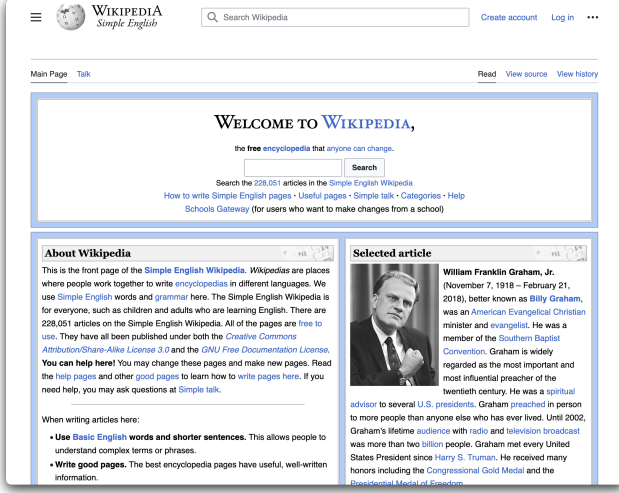 WIKIPEDIA
Simple English
Search Wikipedia
Create account Log in •••
Main Page Talk
Read View source View history
WELCOME TO WIKIPEDIA,
the free encyclopedia that anyone can change.
Search
Search the 228,051 articles in the Simple English Wikipedia
How to write Simple English pages · Useful pages · Simple talk · Categories · Help
Schools Gateway (for users who want to make changes from a school)
About Wikipedia
This is the front page of the Simple English Wikipedia. Wikipedias are places
where people work together to write encyclopedias in different languages. We
use Simple English words and grammar here. The Simple English Wikipedia is
for everyone, such as children and adults who are learning English. There are
228,051 articles on the Simple English Wikipedia. All of the pages are free to
use. They have all been published under both the Creative Commons
Attribution/Share-Alike License 3.0 and the GNU Free Documentation License.
You can help here! You may change these pages and make new pages. Read
the help pages and other good pages to learn how to write pages here. If you
need help, you may ask questions at Simple talk.
When writing articles here:
• Use Basic English words and shorter sentences. This allows people to
understand complex terms or phrases.
• Write good pages. The best encyclopedia pages have useful, well-written
information.
Selected article
William Franklin Graham, Jr.
(November 7, 1918 – February 21,
2018), better known as Billy Graham,
was an American Evangelical Christian
minister and evangelist. He was a
member of the Southern Baptist
Convention. Graham is widely
regarded as the most important and
most influential preacher of the
twentieth century. He was a spiritual
advisor to several U.S. presidents. Graham preached in person
to more people than anyone else who has ever lived. Until 2002,
Graham's lifetime audience with radio and television broadcast
was more than two billion people. Graham met every United
States President since Harry S. Truman. He received many
honors including the Congressional Gold Medal and the
Presidential Medal of Freedom.